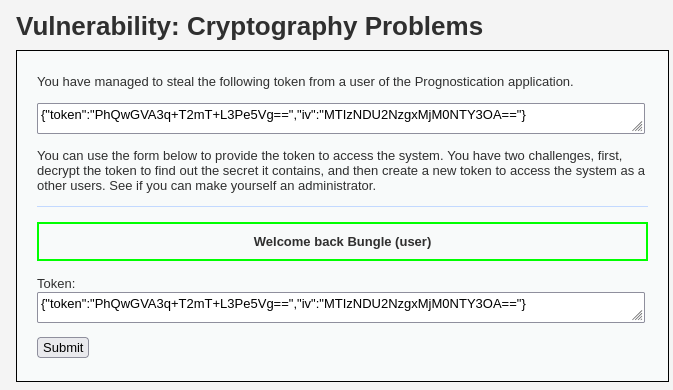 Vulnerability: Cryptography Problems
You have managed to steal the following token from a user of the Prognostication application.
{"token":"PhQwGVA3q+T2mT+L3Pe5Vg==","iv":"MTIzNDU2NzgxMjM0NTY3OA=="}
You can use the form below to provide the token to access the system. You have two challenges, first,
decrypt the token to find out the secret it contains, and then create a new token to access the system as a
other users. See if you can make yourself an administrator.
Welcome back Bungle (user)
Token:
{"token":"PhQwGVA3q+T2mT+L3Pe5Vg==","iv":"MTIzNDU2NzgxMjM0NTY3OA=="}
Submit